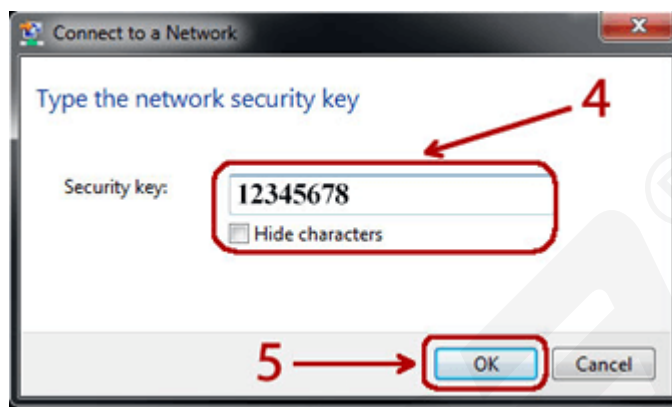 Connect to a Network
Type the network security key
4
Security key:
12345678
Hide characters
5
OK
Cancel